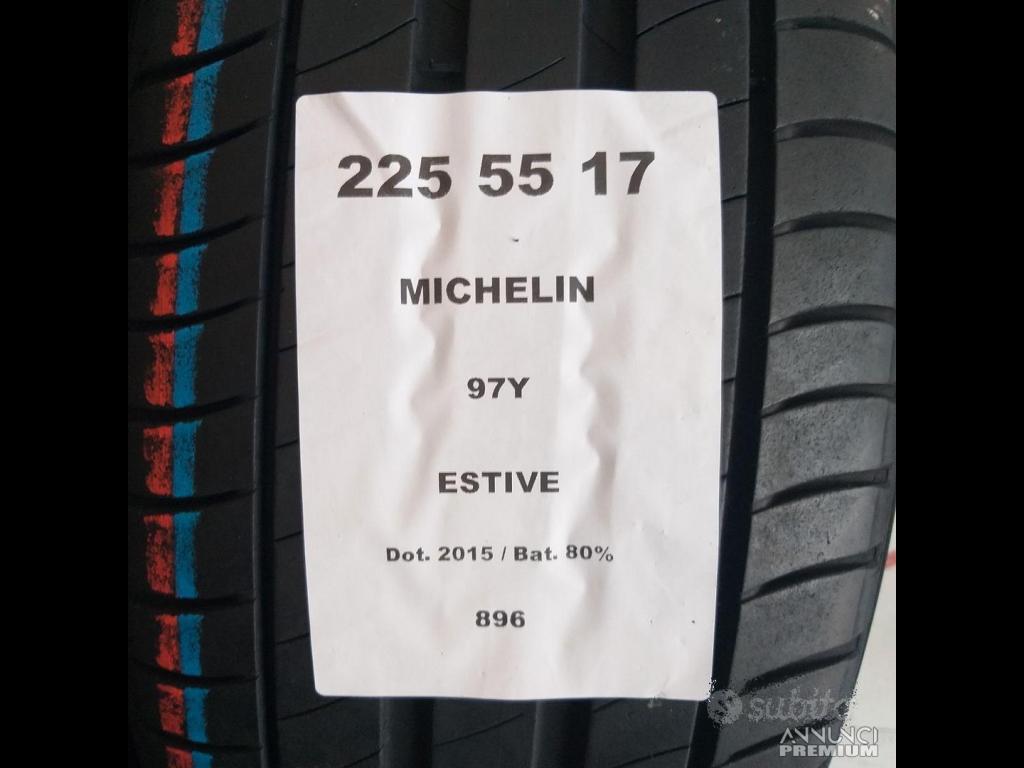 225 55 17
MICHELIN
97Y
ESTIVE
Dot. 2015 / Bat. 80%
896
subito
ANNUNCI
PREMIUM